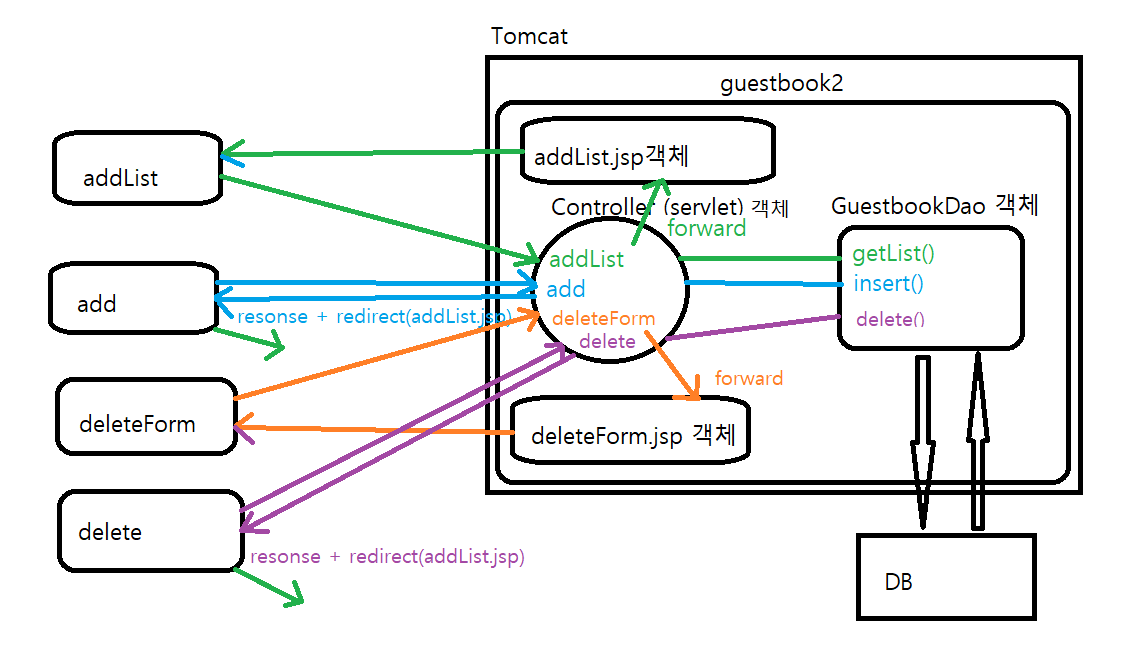 Tomcat
guestbook2
addList.jsp객체
addList
Controller (servlet) 객체
GuestbookDao 객체
forward
addList
getList()
add
insert()
add
resonse + redirect(addList.jsp)
deleteForm
delete()
delete
forward
deleteForm
deleteForm.jsp 객체
delete
resonse + redirect(addList.jsp)
DB